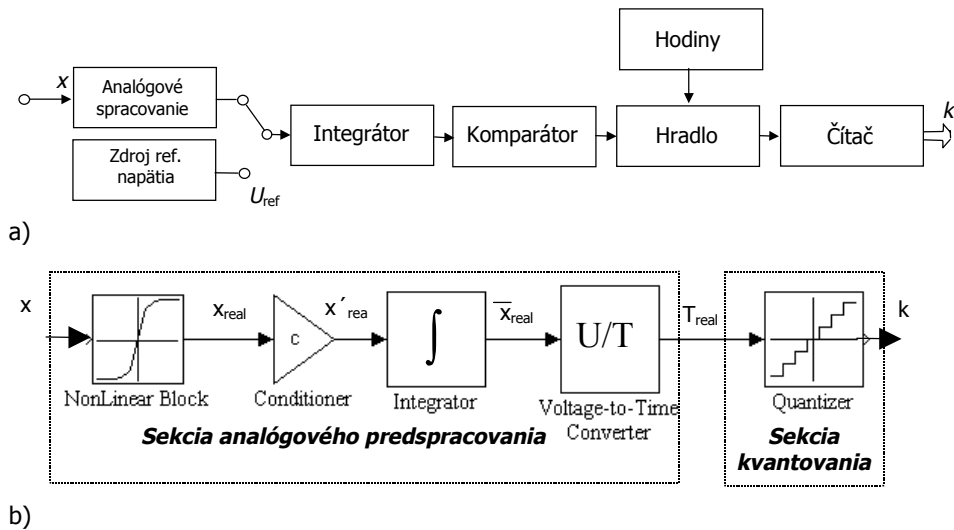 Hodiny
x
Analógové
spracovanie
Integrátor
Komparátor
Hradlo
Čítač
k
Zdroj ref.
napätia
Uref
a)
x
xreal
c
x´rea
∫
xreal
U/T
Treal
k
NonLinear Block
Conditioner
Integrator
Voltage-to-Time
Converter
Quantizer
Sekcia analógového predspracovania
Sekcia
kvantovania
b)